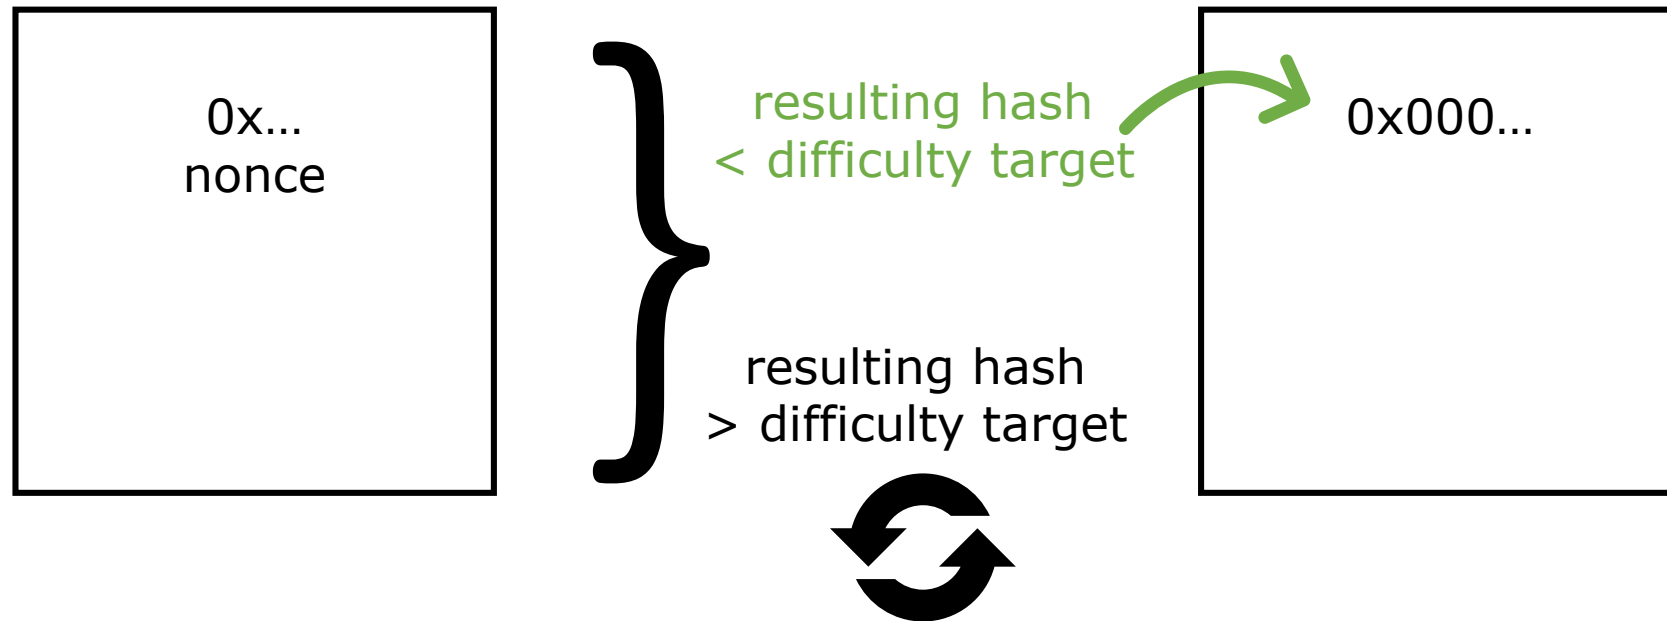 0x…
nonce
resulting hash
< difficulty target
resulting hash
> difficulty target
0x000…